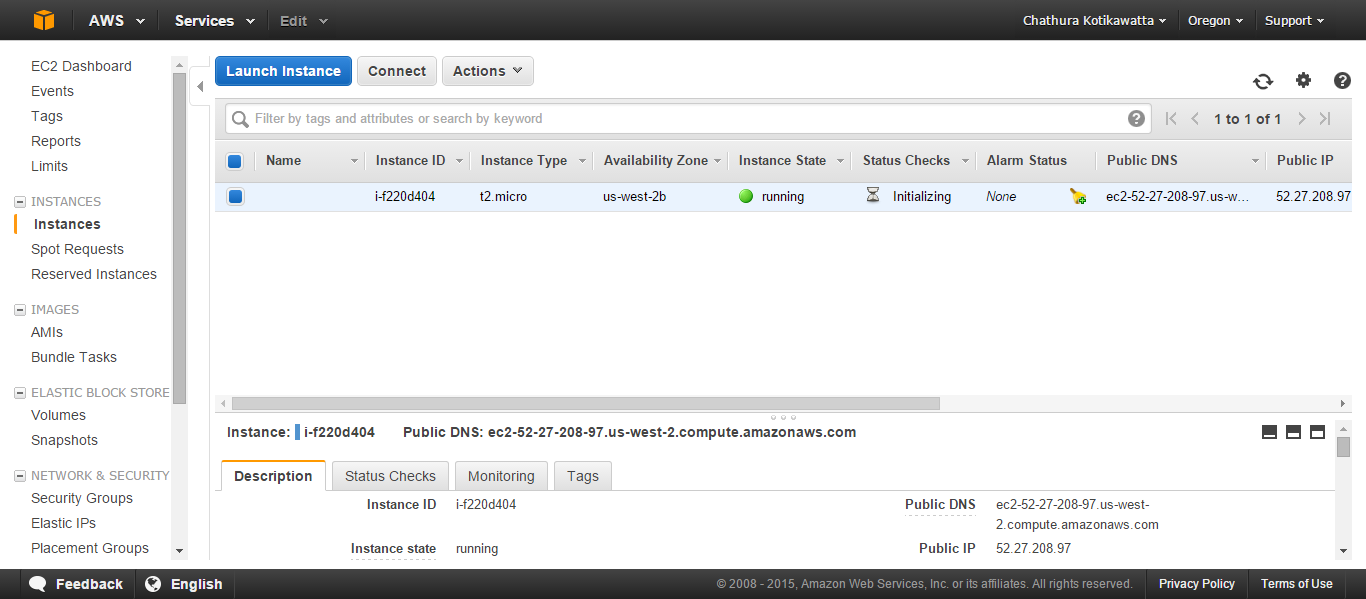 AWS Services Edit Chathura Kotikawatta Oregon Support
EC2 Dashboard
Events
Tags
Reports
Limits
INSTANCES
Instances
Spot Requests
Reserved Instances
IMAGES
AMIs
Bundle Tasks
ELASTIC BLOCK STORE
Volumes
Snapshots
NETWORK & SECURITY
Security Groups
Elastic IPs
Placement Groups
Launch Instance Connect Actions
Filter by tags and attributes or search by keyword 1 to 1 of 1
Name Instance ID Instance Type Availability Zone Instance State Status Checks Alarm Status Public DNS Public IP
i-f220d404 t2.micro us-west-2b running Initializing None ec2-52-27-208-97.us-w... 52.27.208.97
Instance: i-f220d404 Public DNS: ec2-52-27-208-97.us-west-2.compute.amazonaws.com
Description Status Checks Monitoring Tags
Instance ID i-f220d404 Public DNS ec2-52-27-208-97.us-west-
2.compute.amazonaws.com
Instance state running Public IP 52.27.208.97
Feedback English © 2008 - 2015, Amazon Web Services, Inc. or its affiliates. All rights reserved. Privacy Policy Terms of Use